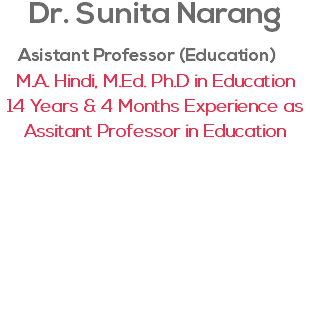 Dr. Sunita Narang
Asistant Professor (Education)
M.A. Hindi, M.Ed. Ph.D in Education
14 Years & 4 Months Experience as
Assitant Professor in Education